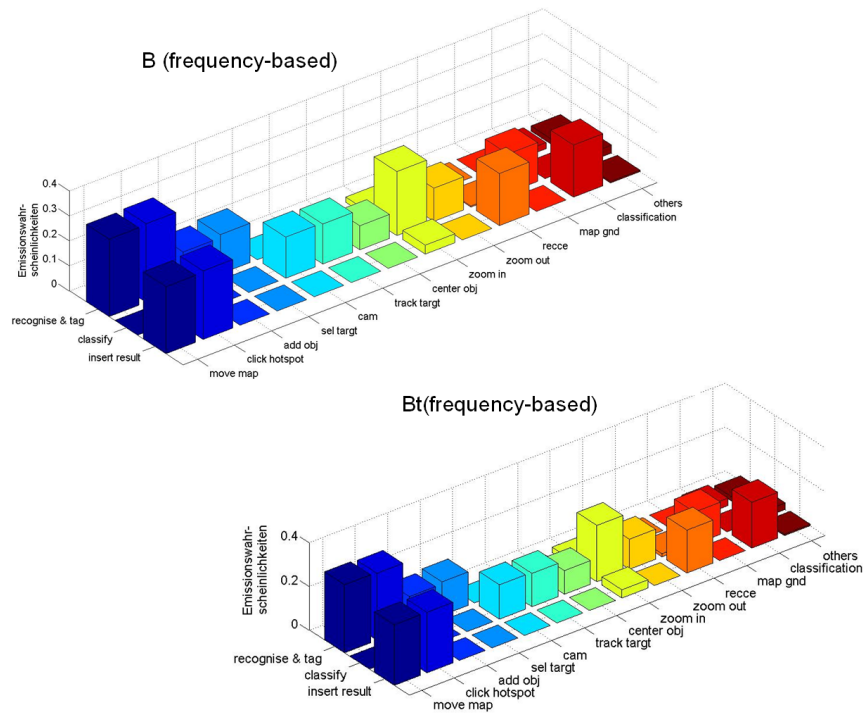 B (frequency-based)
Emissionswahr-
scheinlichkeiten
0.4
0.3
0.2
0.1
0
recognise & tag
classify
insert result
move map
click hotspot
add obj
sel targt
cam
track targt
center obj
zoom in
zoom out
recce
map gnd
classification
others
Bt(frequency-based)
Emissionswahr-
scheinlichkeiten
0.4
0.2
0
recognise & tag
classify
insert result
move map
click hotspot
add obj
sel targt
cam
track targt
center obj
zoom in
zoom out
recce
map gnd
classification
others